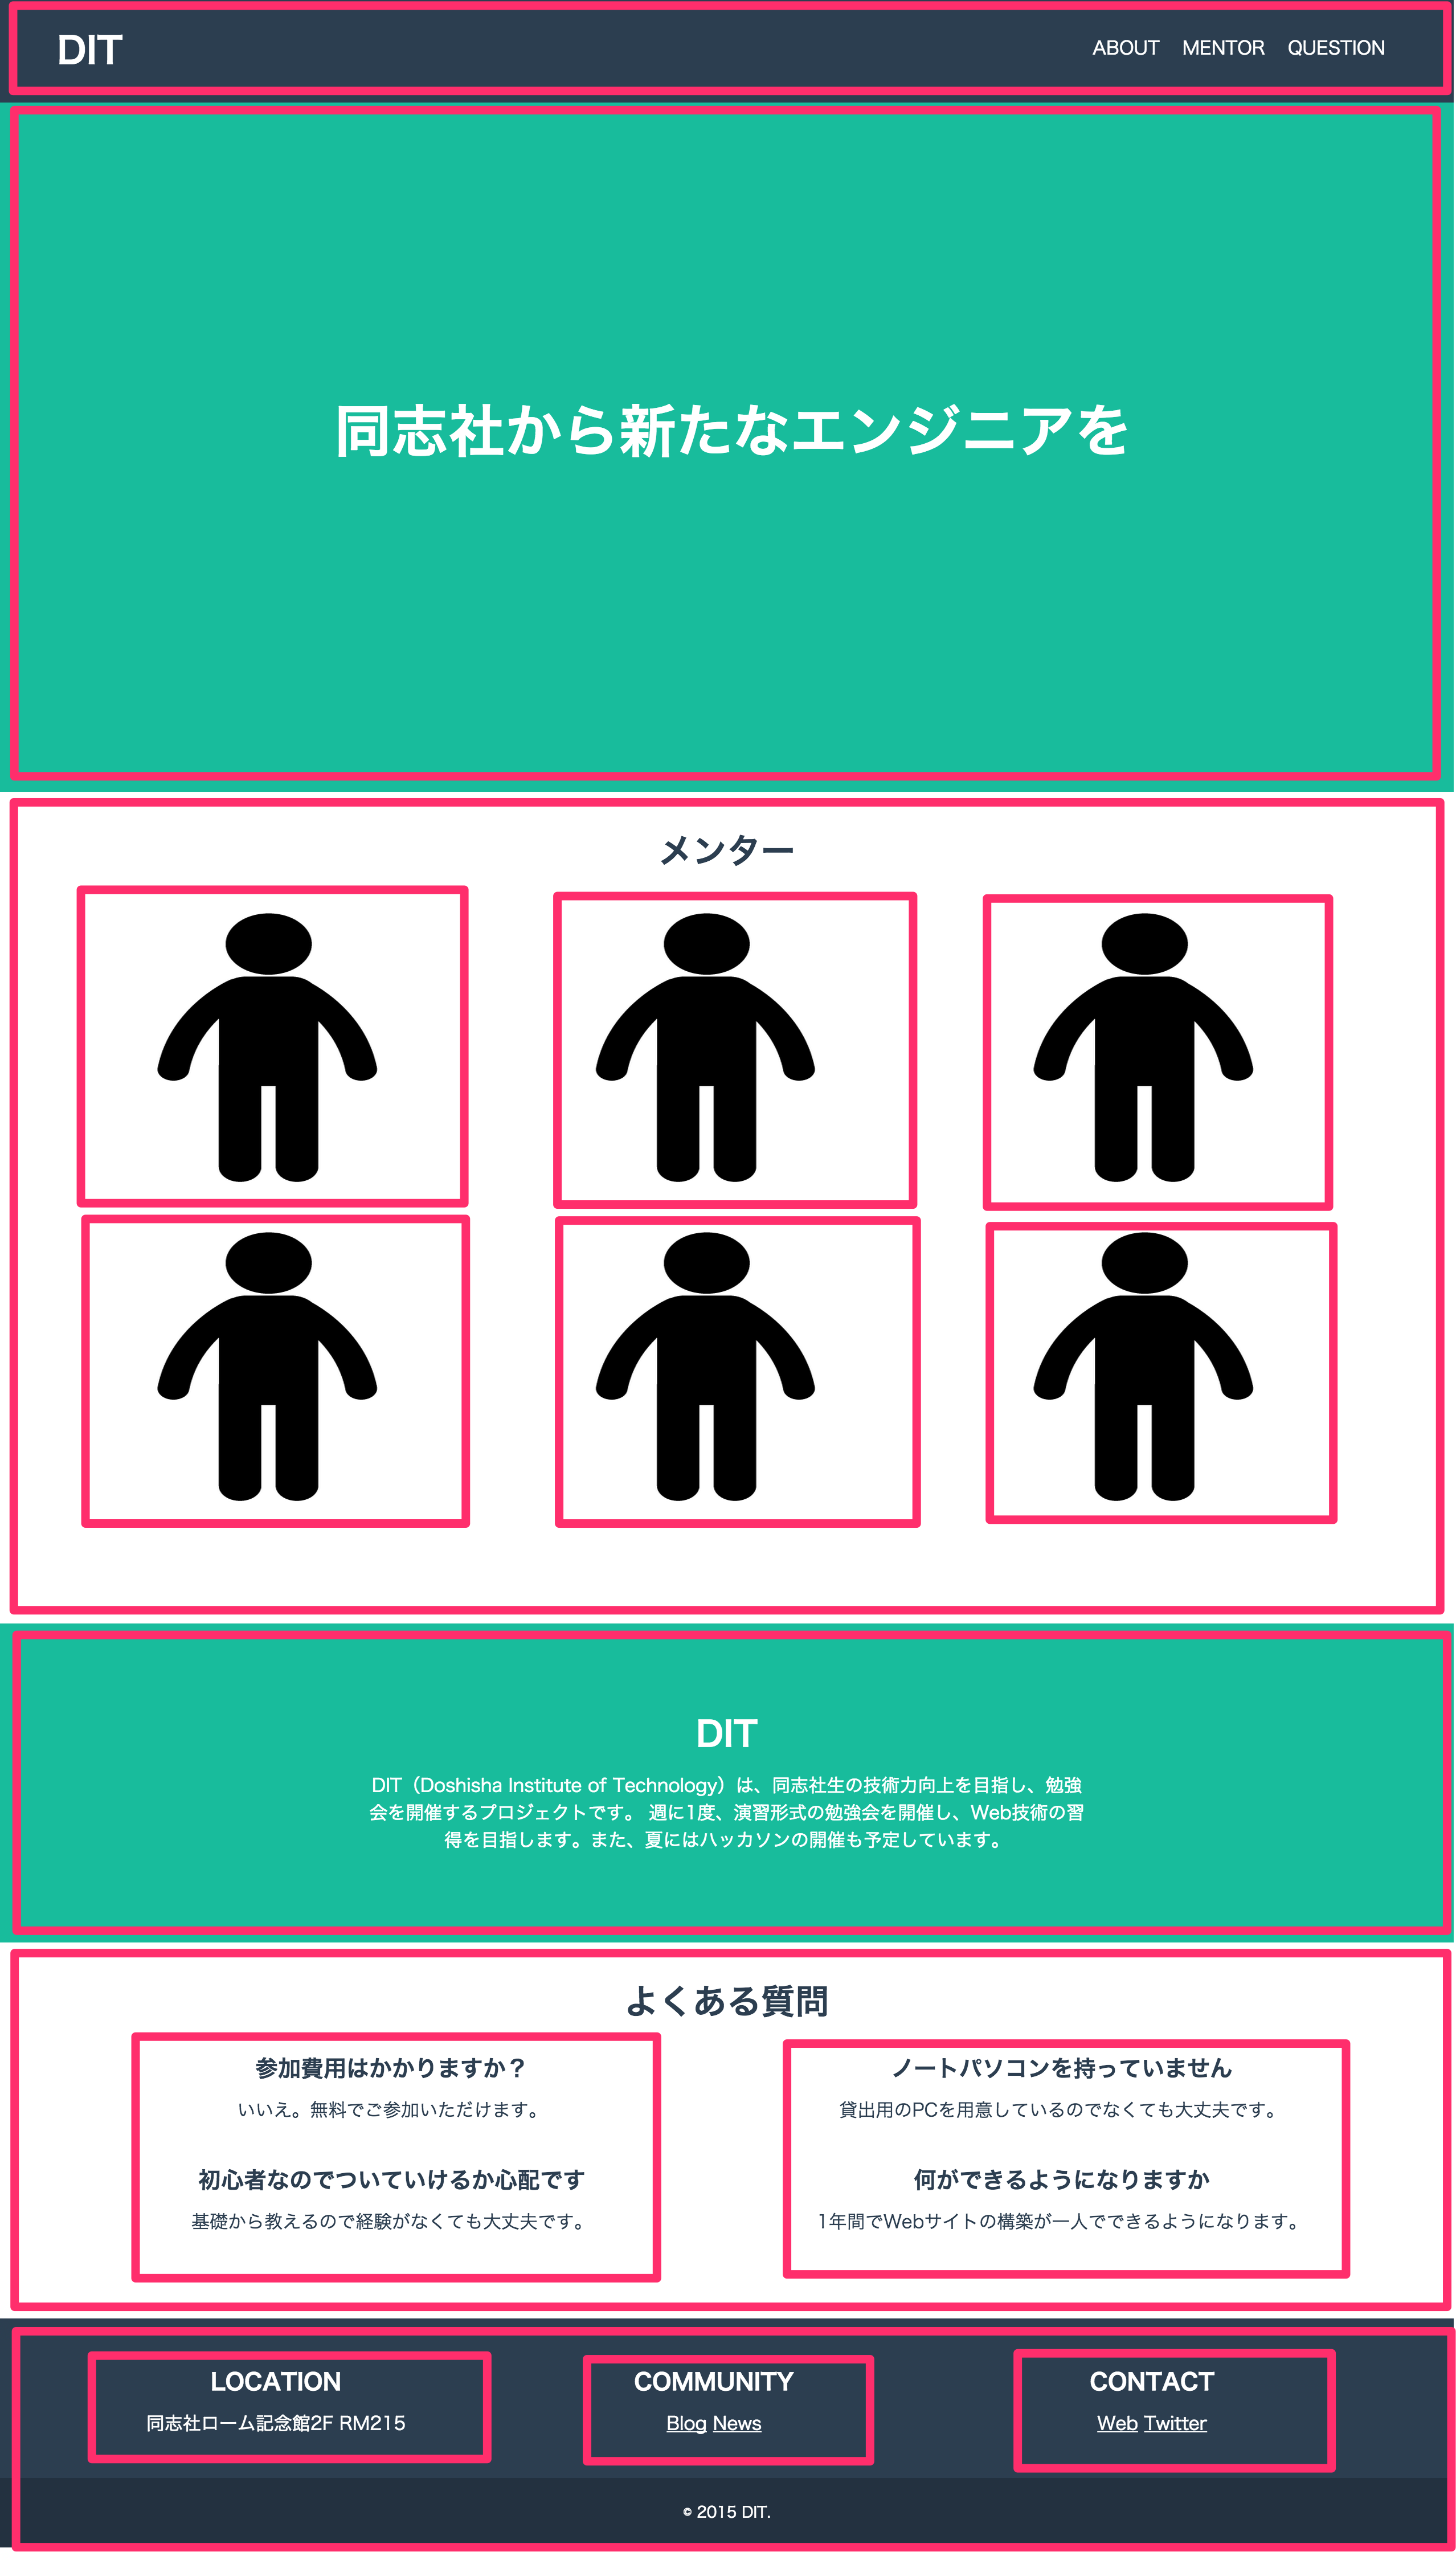 DIT
ABOUT MENTOR QUESTION
同志社から新たなエンジニアを
メンター
DIT
DIT（Doshisha Institute of Technology）は、同志社生の技術力向上を目指し、勉強
会を開催するプロジェクトです。 週に1度、演習形式の勉強会を開催し、Web技術の習
得を目指します。また、夏にはハッカソンの開催も予定しています。
よくある質問
参加費用はかかりますか？
いいえ。無料でご参加いただけます。
初心者なのでついていけるか心配です
基礎から教えるので経験がなくても大丈夫です。
ノートパソコンを持っていません
貸出用のPCを用意しているのでなくても大丈夫です。
何ができるようになりますか
1年間でWebサイトの構築が一人でできるようになります。
LOCATION
同志社ローム記念館2F RM215
COMMUNITY
Blog News
CONTACT
Web Twitter
© 2015 DIT.